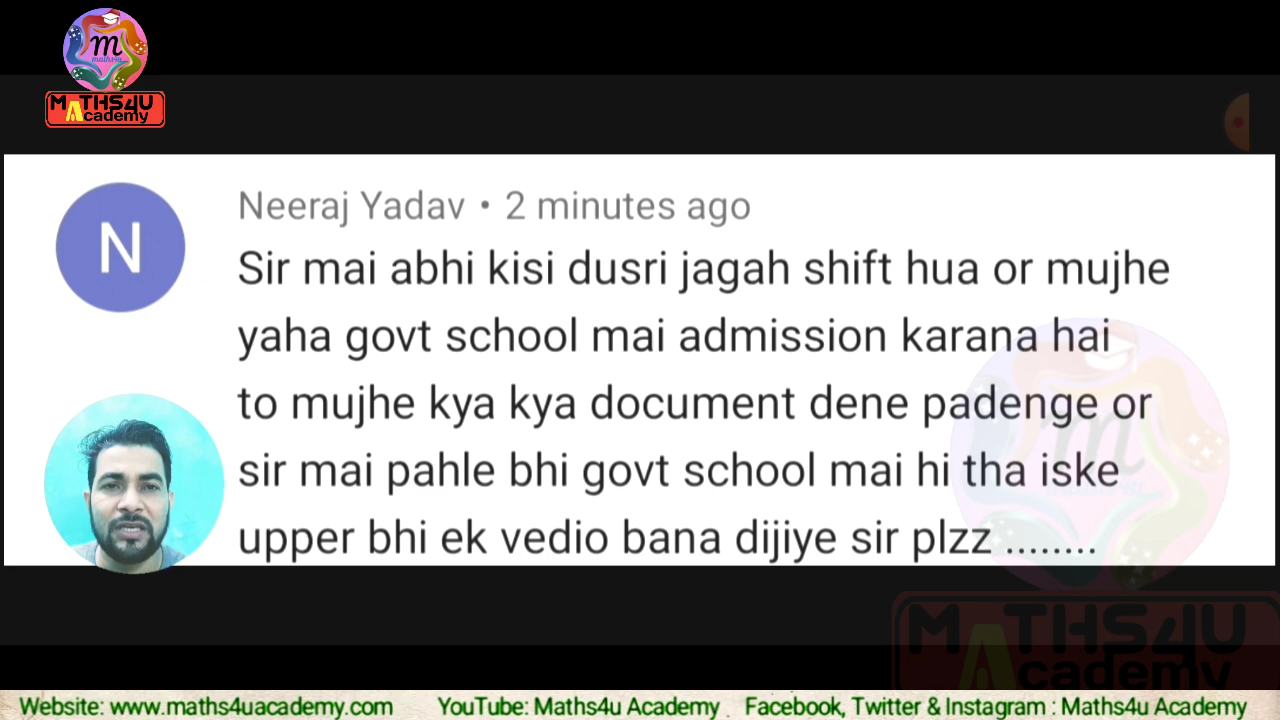 m
maths4u
MATHS4U
Academy
Neeraj Yadav • 2 minutes ago
N
Sir mai abhi kisi dusri jagah shift hua or mujhe
yaha govt school mai admission karana hai
to mujhe kya kya document dene padenge or
sir mai pahle bhi govt school mai hi tha iske
upper bhi ek vedio bana dijiye sir plzz ........
m
MATHS4U
Academy
Website: www.maths4uacademy.com YouTube: Maths4u Academy . Facebook, Twitter & Instagram : Maths4u Academy